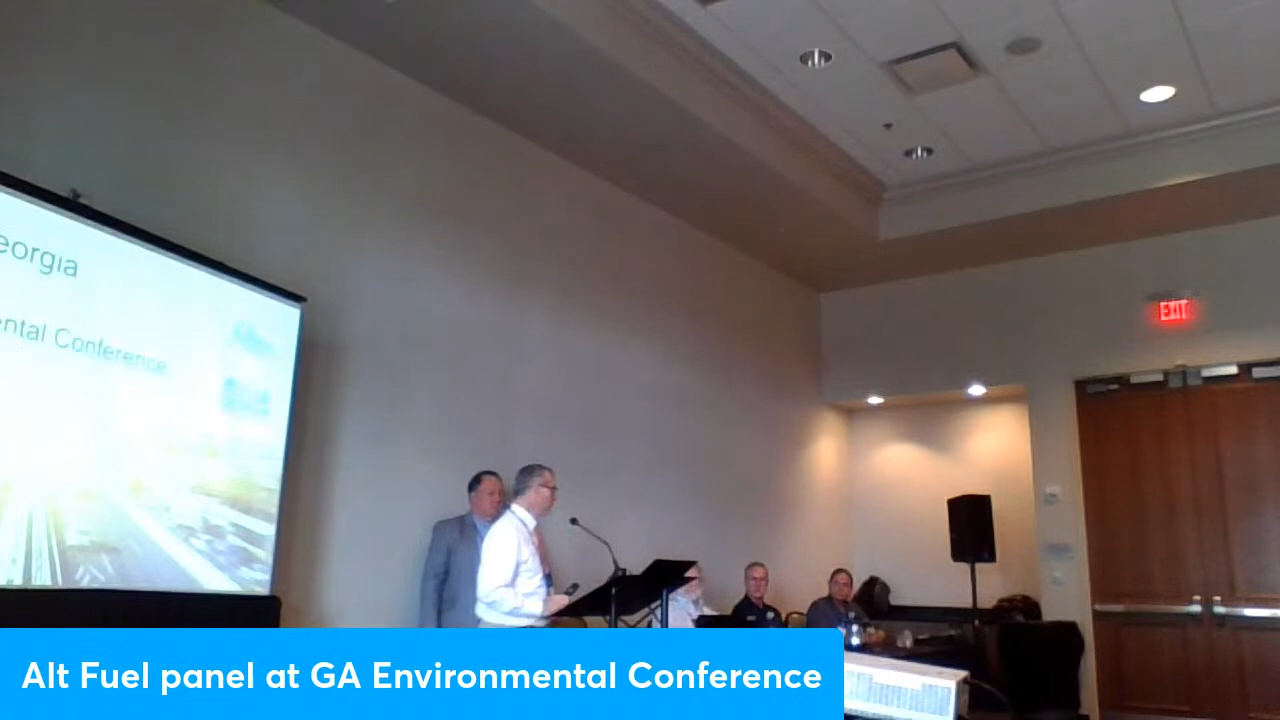 eorgia
ental Conference
EXIT
Alt Fuel panel at GA Environmental Conference